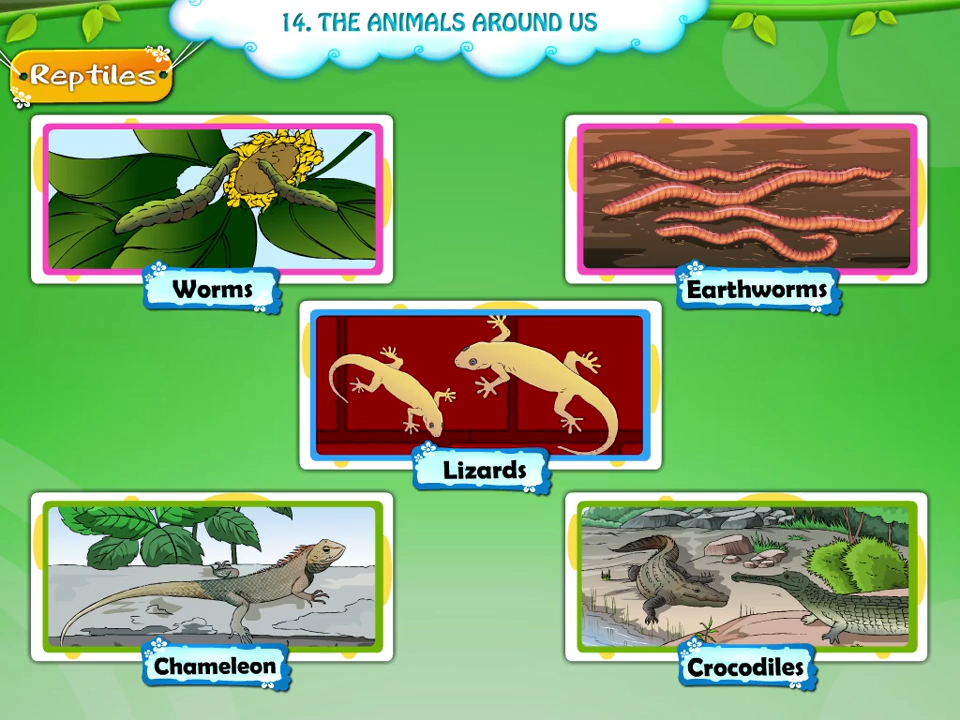 14. THE ANIMALS AROUND US
Reptiles
Worms
Earthworms
Lizards
Chameleon
Crocodiles